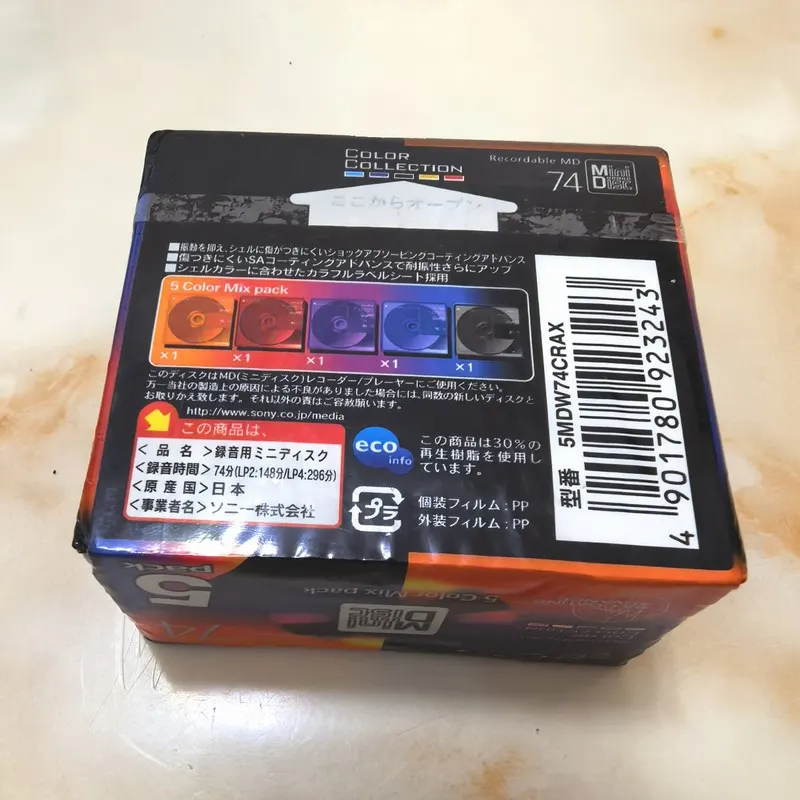 COLOR
COLLECTION
Recordable MD
74
Mini
Disc
ここからオープン
■振動を抑え、シェルに傷がつきにくいショックアブソービングコーティングアドバンス
■傷つきにくいSAコーティングアドバンスで耐振性さらにアップ
■シェルカラーに合わせたカラフルラベルシート採用
5 Color Mix pack
×1 ×1 ×1 ×1 ×1
このディスクはMD(ミニディスク)レコーダー/プレーヤーにご使用ください。
万一当社の製造上の原因による不良がありました場合には、同数の新しいディスクと
お取りかえ致します。それ以外の責はご容赦願います。
http://www.sony.co.jp/media
この商品は、
<品 名>録音用ミニディスク
<録音時間>74分(LP2:148分/LP4:296分)
<原 産 国>日本
<事業者名>ソニー株式会社
eco
info
この商品は30%の
再生樹脂を使用し
ています。
プラ
個装フィルム:PP
外装フィルム:PP
型番 5MDW74CRAX
4 901780 923243
5
Pack
5 Color Mix pack
Mini
Disc
74